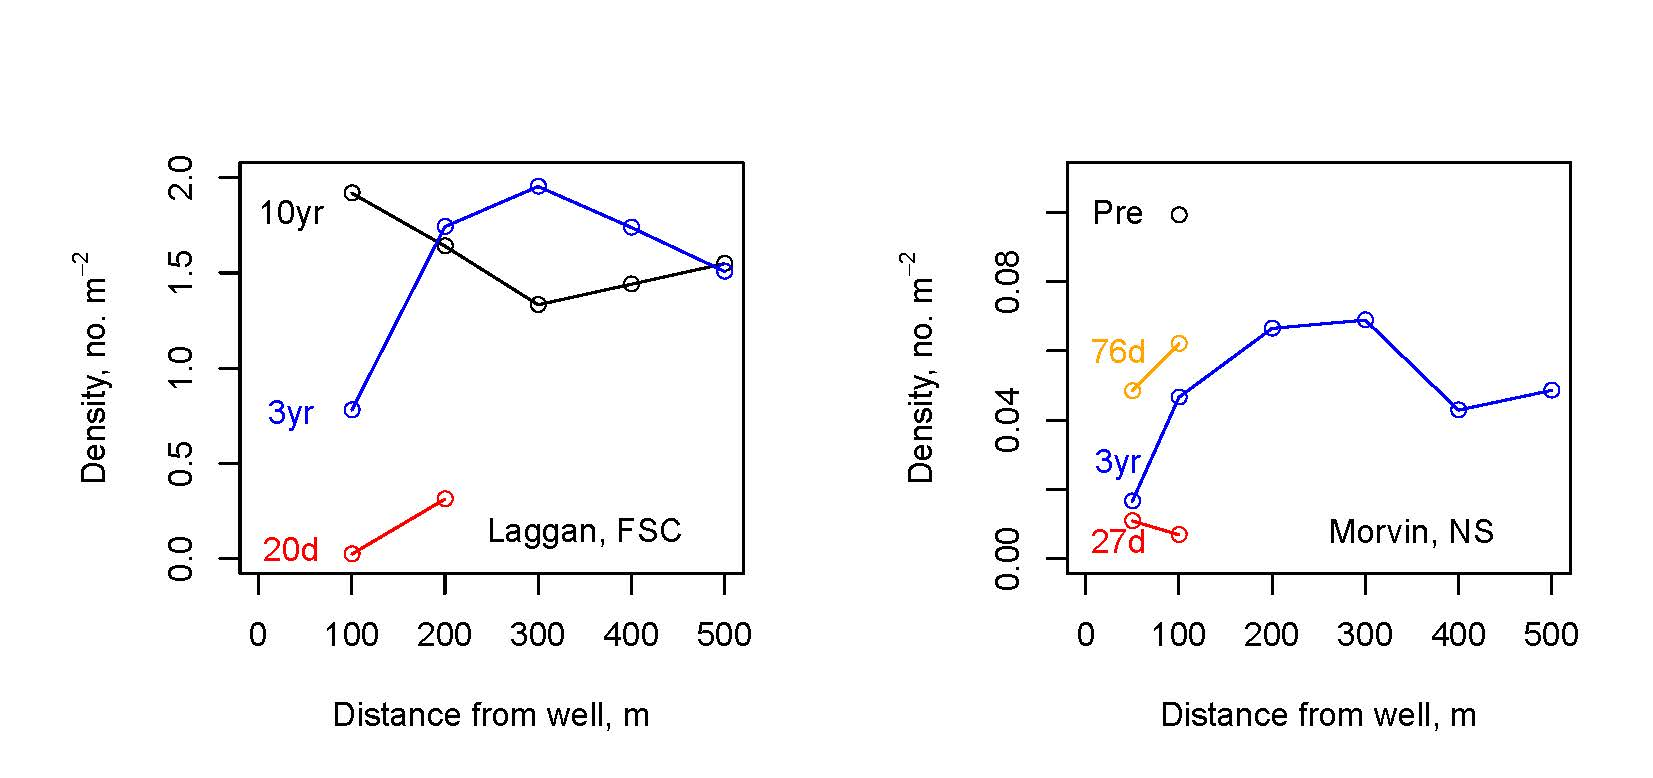 Density, no. m⁻²
2.0
1.5
1.0
0.5
0.0
10yr
3yr
20d
Laggan, FSC
0 100 200 300 400 500
Distance from well, m
Density, no. m⁻²
0.08
0.04
0.00
Pre
76d
3yr
27d
Morvin, NS
0 100 200 300 400 500
Distance from well, m